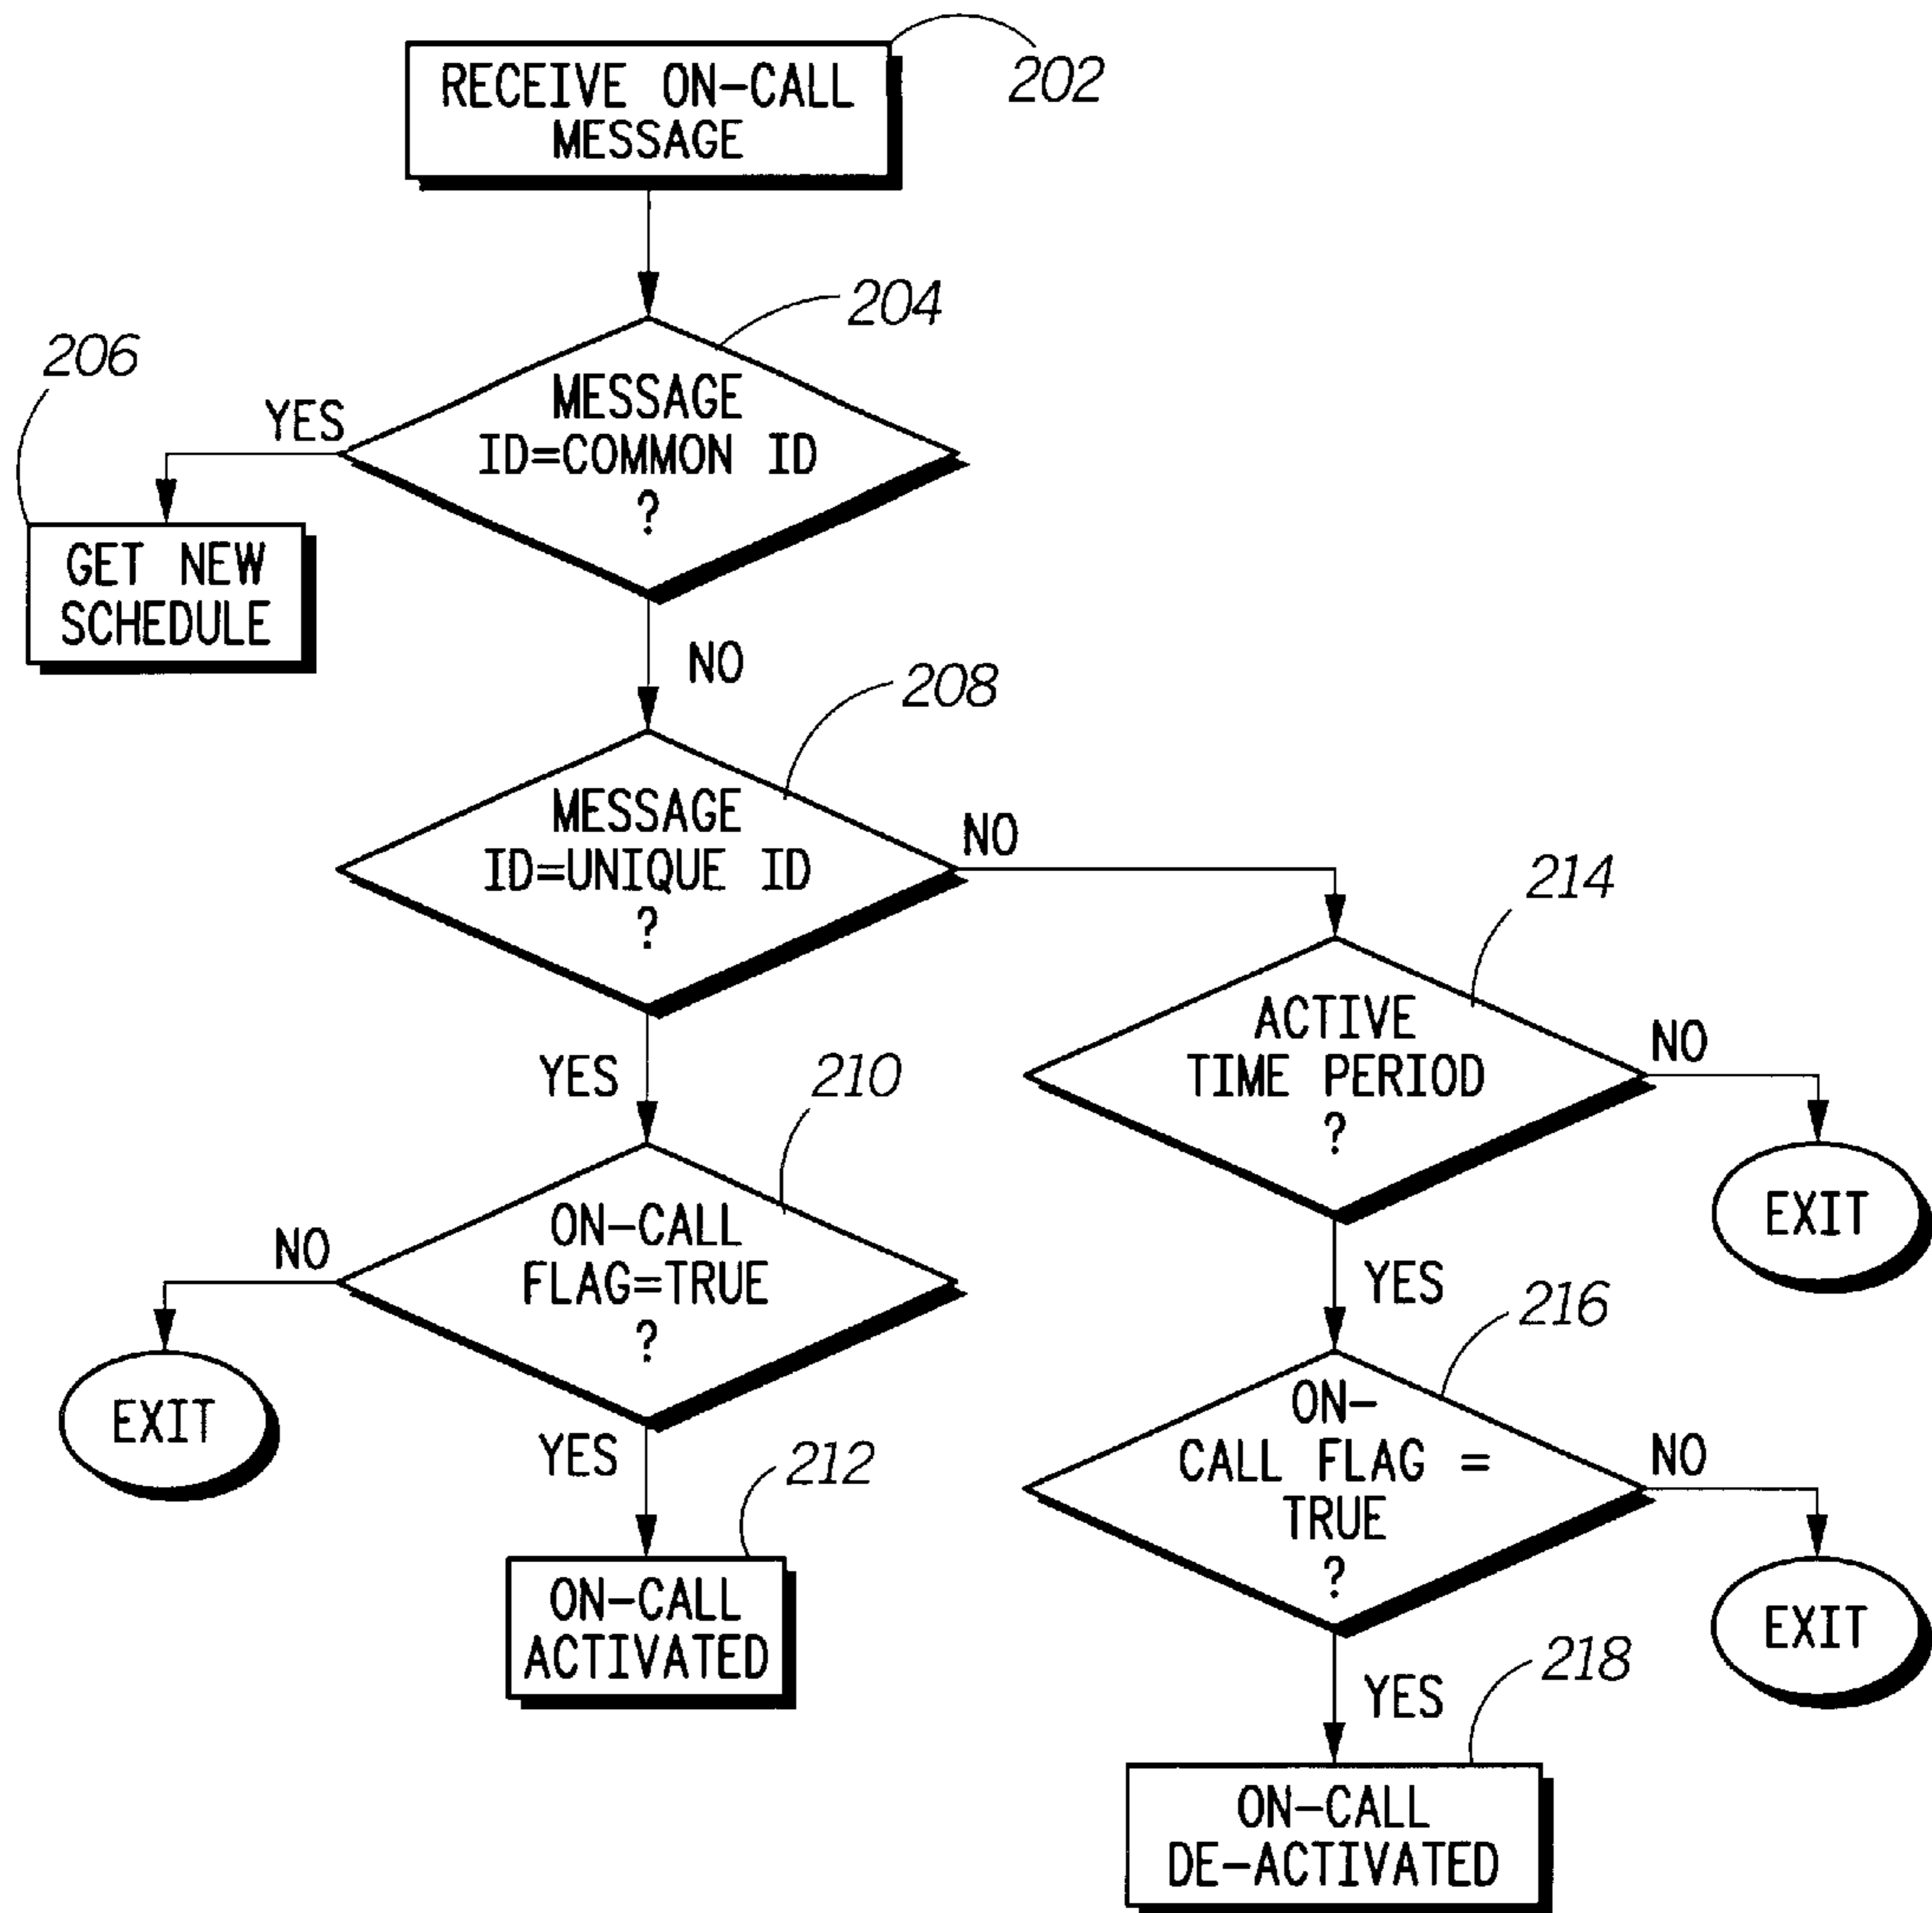 RECEIVE ON-CALL
MESSAGE
202
204
MESSAGE
ID=COMMON ID
?
YES
206
GET NEW
SCHEDULE
NO
208
MESSAGE
ID=UNIQUE ID
?
NO
214
ACTIVE
TIME PERIOD
?
NO
EXIT
YES
210
ON-CALL
FLAG=TRUE
?
NO
EXIT
YES
212
ON-CALL
ACTIVATED
YES
216
ON-
CALL FLAG =
TRUE
?
NO
EXIT
YES
218
ON-CALL
DE-ACTIVATED